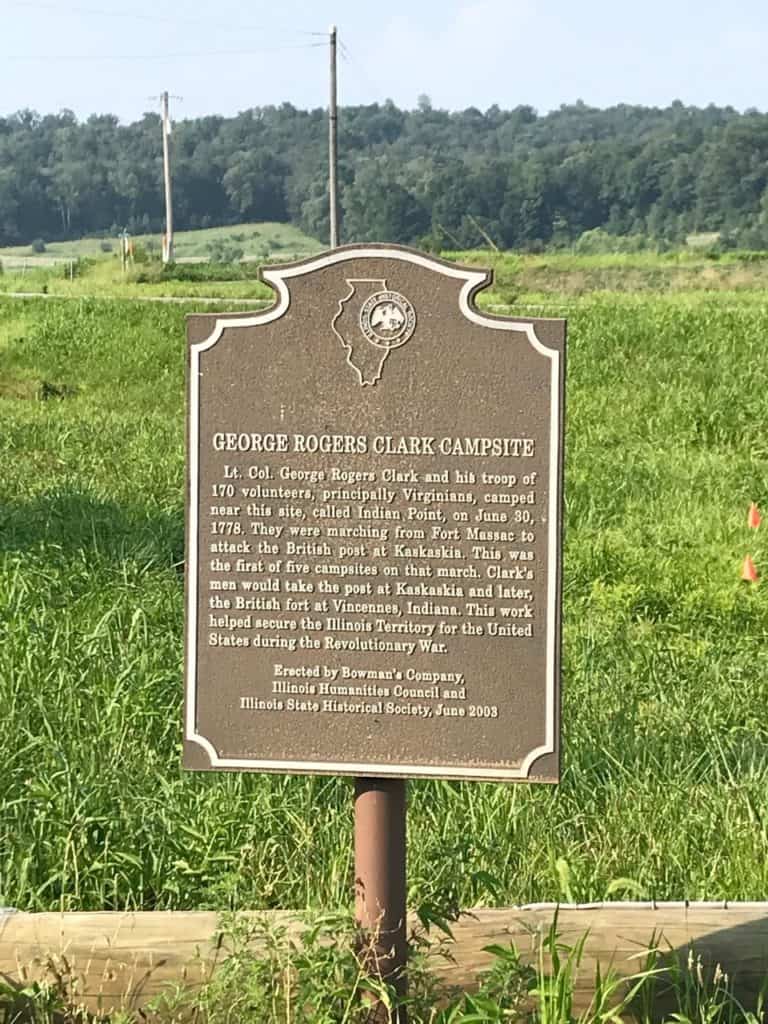 GEORGE ROGERS CLARK CAMPSITE
Lt. Col. George Rogers Clark and his troop of
170 volunteers, principally Virginians, camped
near this site, called Indian Point, on June 30,
1778. They were marching from Fort Massac to
attack the British post at Kaskaskia. This was
the first of five campsites on that march. Clark's
men would take the post at Kaskaskia and later,
the British fort at Vincennes, Indiana. This work
helped secure the Illinois Territory for the United
States during the Revolutionary War.
Erected by Bowman's Company,
Illinois Humanities Council and
Illinois State Historical Society, June 2003